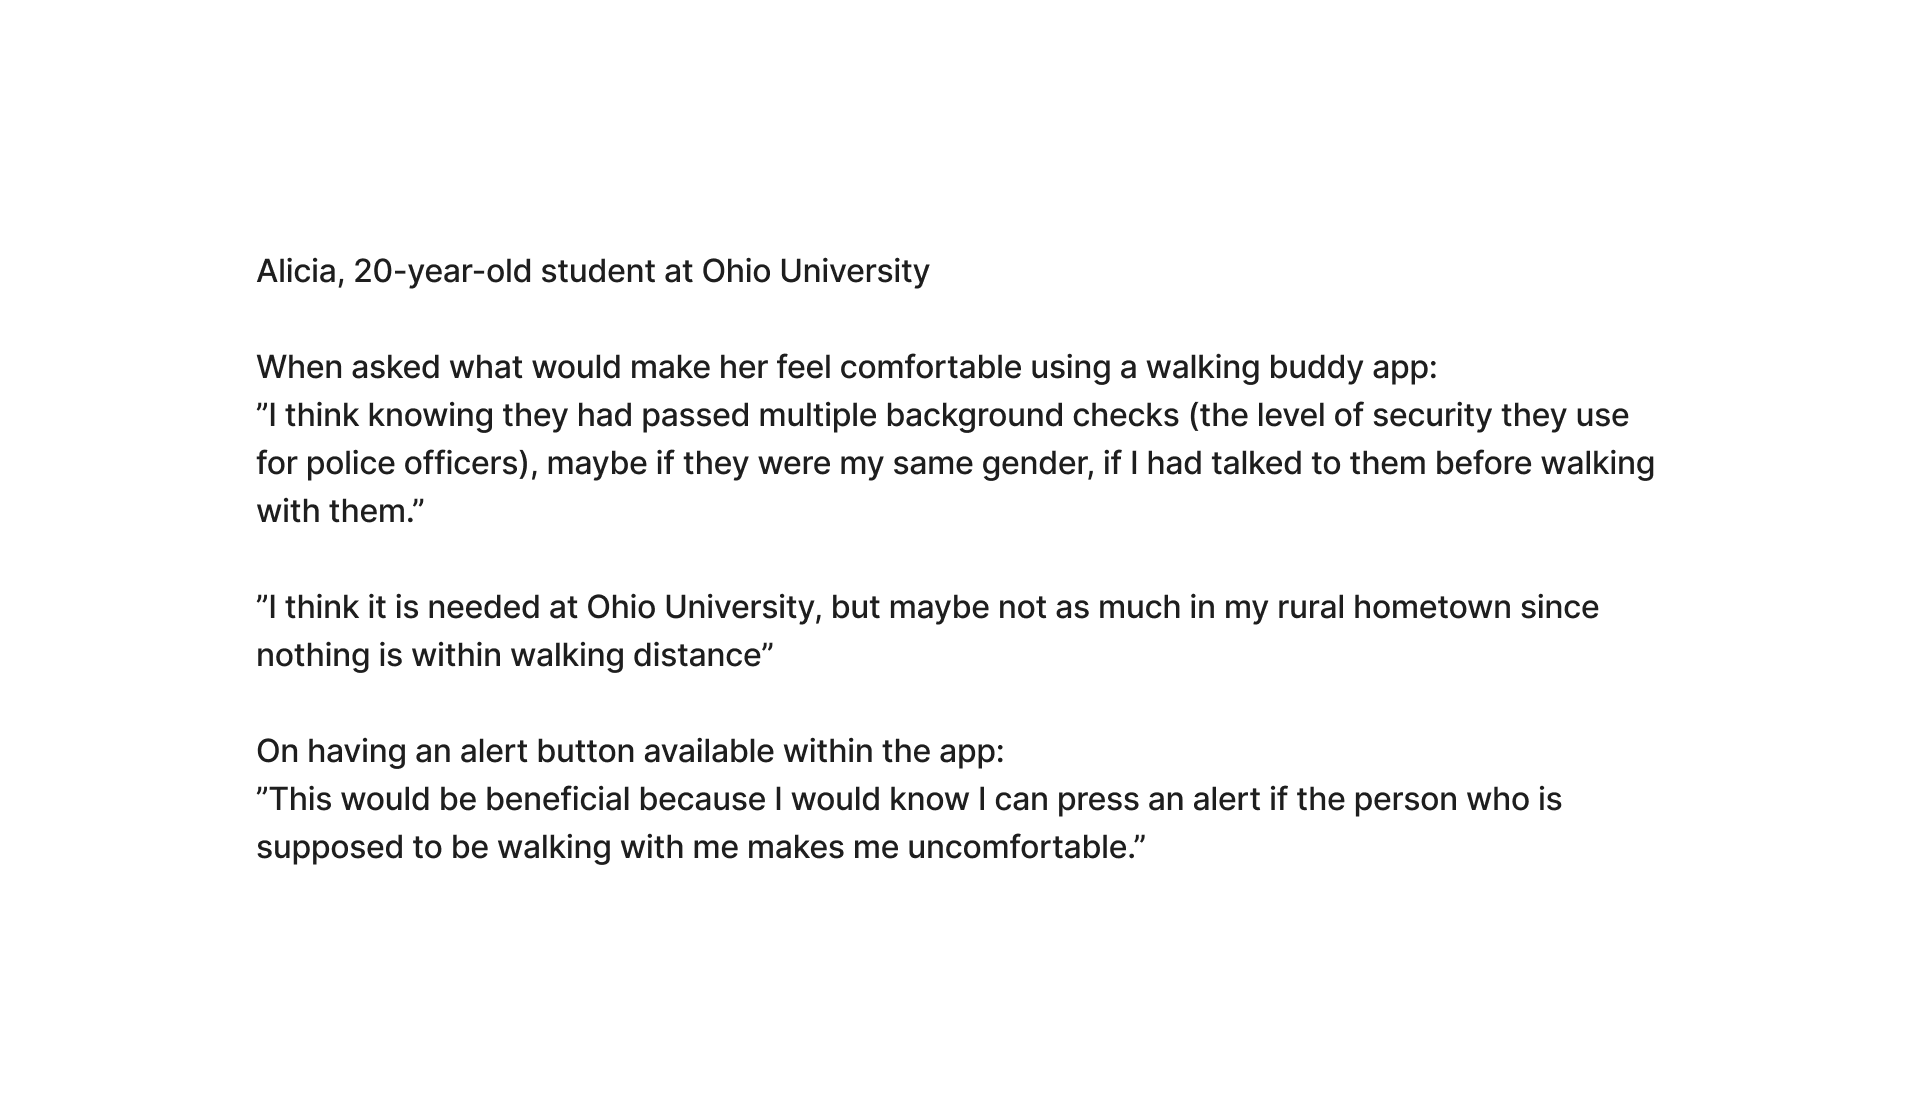 Alicia, 20-year-old student at Ohio University
When asked what would make her feel comfortable using a walking buddy app:
”I think knowing they had passed multiple background checks (the level of security they use
for police officers), maybe if they were my same gender, if I had talked to them before walking
with them.”
”I think it is needed at Ohio University, but maybe not as much in my rural hometown since
nothing is within walking distance”
On having an alert button available within the app:
”This would be beneficial because I would know I can press an alert if the person who is
supposed to be walking with me makes me uncomfortable.”